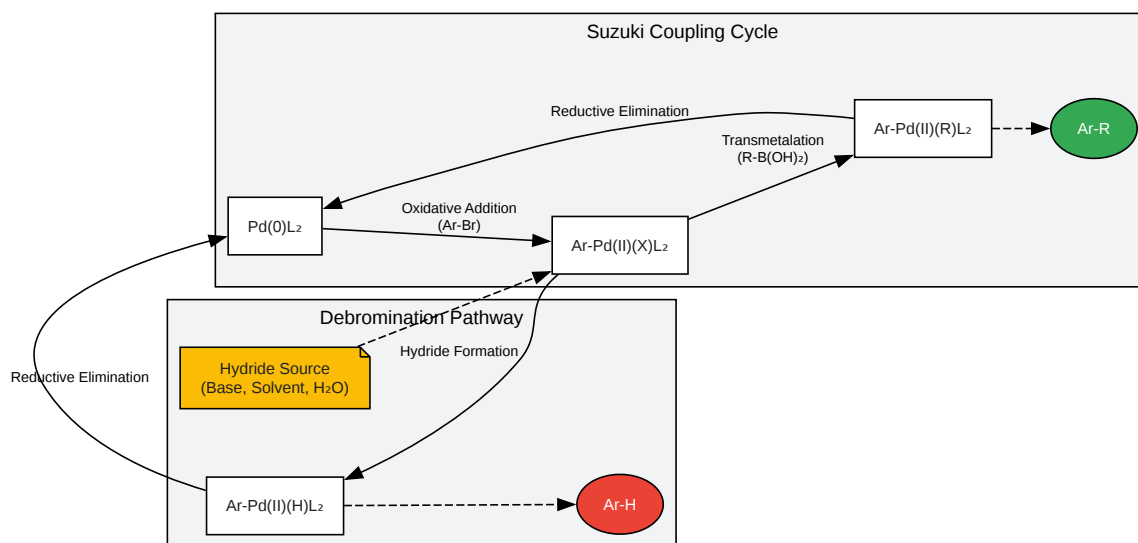 Suzuki Coupling Cycle
Reductive Elimination
Ar-Pd(II)(R)L₂
Ar-R
Transmetalation
(R-B(OH)₂)
Pd(0)L₂
Oxidative Addition
(Ar-Br)
Ar-Pd(II)(X)L₂
Debromination Pathway
Hydride Formation
Hydride Source
(Base, Solvent, H₂O)
Reductive Elimination
Ar-Pd(II)(H)L₂
Ar-H